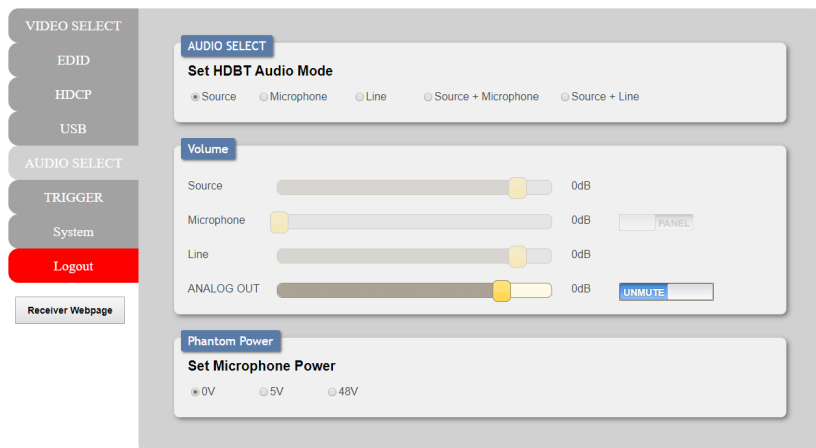 VIDEO SELECT
EDID
HDCP
USB
AUDIO SELECT
TRIGGER
System
Logout
Receiver Webpage
AUDIO SELECT
Set HDBT Audio Mode
Source Microphone Line Source + Microphone Source + Line
Volume
Source 0dB
Microphone 0dB PANEL
Line 0dB
ANALOG OUT 0dB UNMUTE
Phantom Power
Set Microphone Power
0V 5V 48V